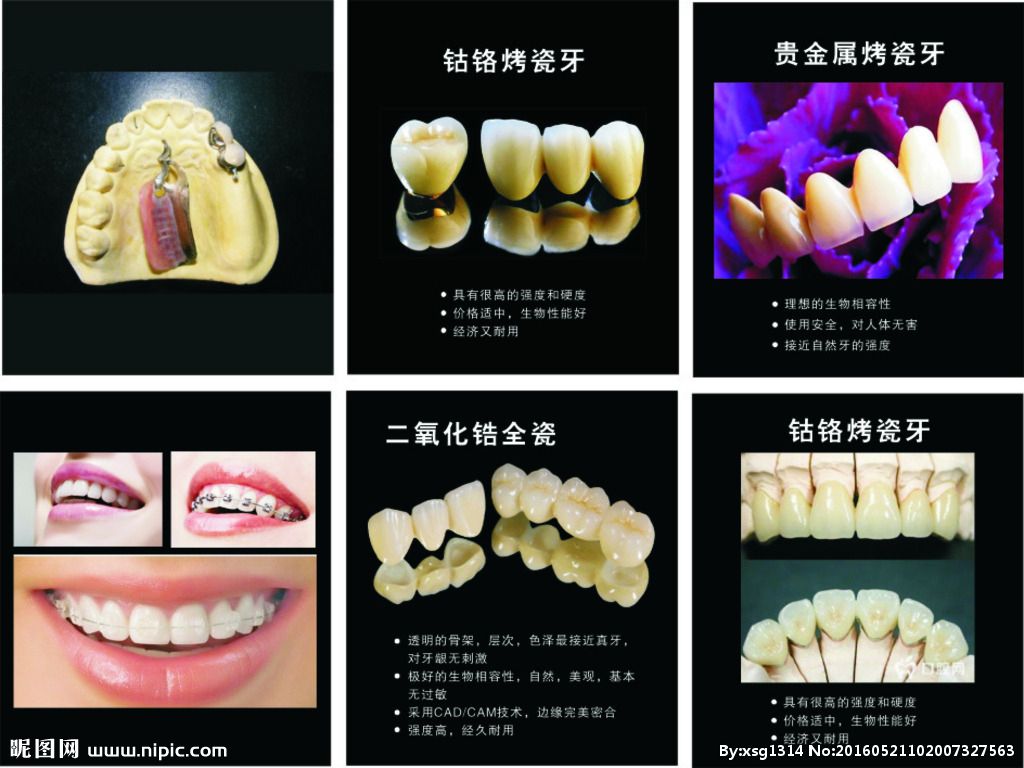 钴铬烤瓷牙
● 具有很高的强度和硬度
● 价格适中，生物性能好
● 经济又耐用
贵金属烤瓷牙
● 理想的生物相容性
● 使用安全，对人体无害
● 接近自然牙的强度
二氧化锆全瓷
● 透明的骨架，层次，色泽最接近真牙，
对牙龈无刺激
● 极好的生物相容性，自然，美观，基本
无过敏
● 采用CAD/CAM技术，边缘完美密合
● 强度高，经久耐用
钴铬烤瓷牙
口腔网
● 具有很高的强度和硬度
● 价格适中，生物性能好
● 经济又耐用
昵图网 www.nipic.com
By:xsg1314 No:20160521102007327563